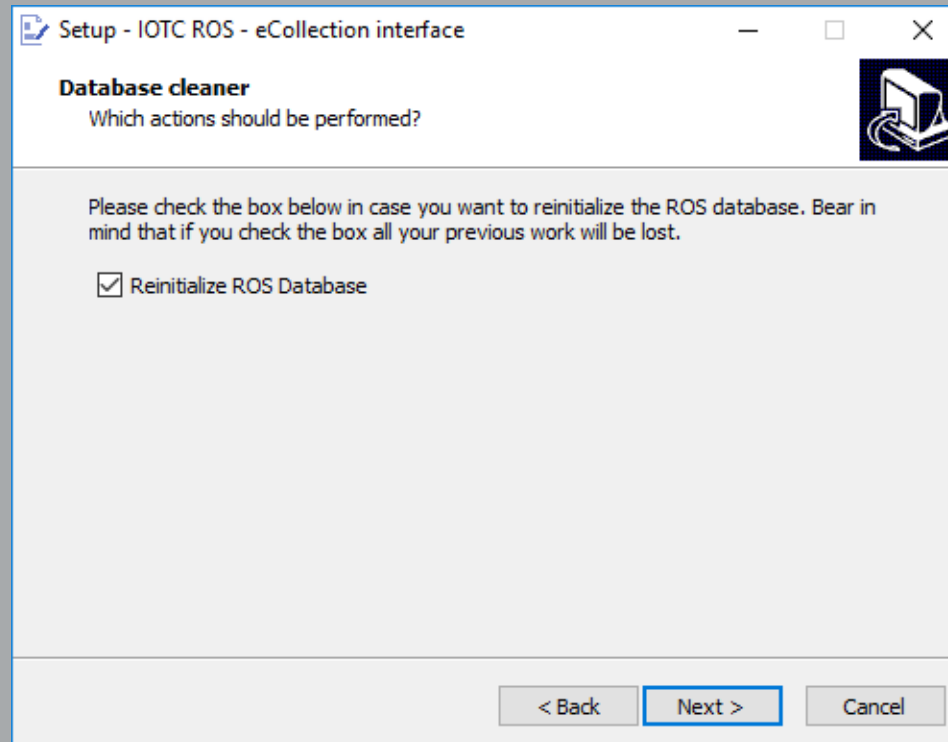 Setup - IOTC ROS - eCollection interface
Database cleaner
Which actions should be performed?
Please check the box below in case you want to reinitialize the ROS database. Bear in
mind that if you check the box all your previous work will be lost.
Reinitialize ROS Database
< Back Next > Cancel